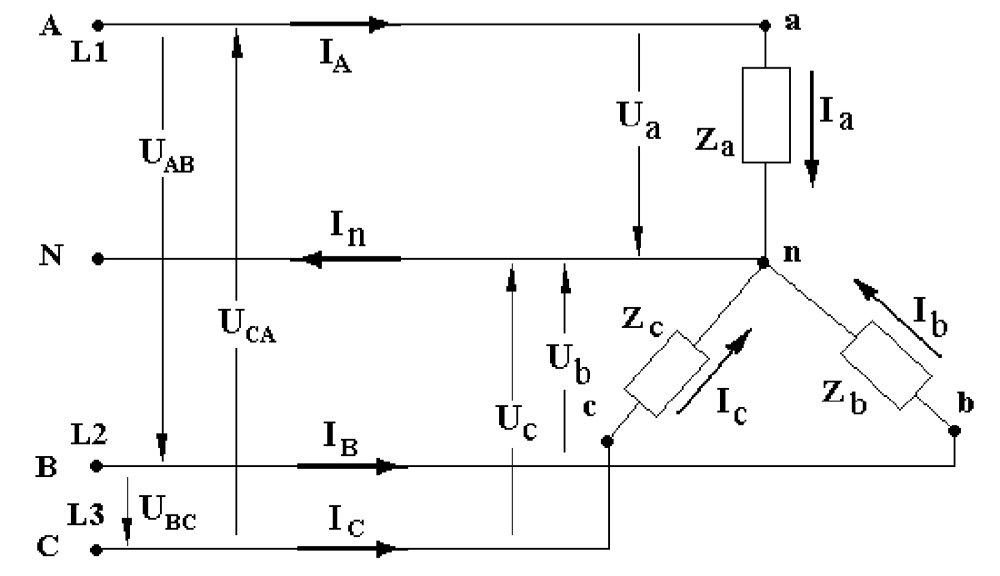 A
L1
I_A
a
U_AB
U_a
Z_a
I_a
N
I_n
n
U_CA
Z_c
I_b
U_b
Z_b
c
I_c
b
U_c
L2
B
I_B
L3
U_BC
I_C
C